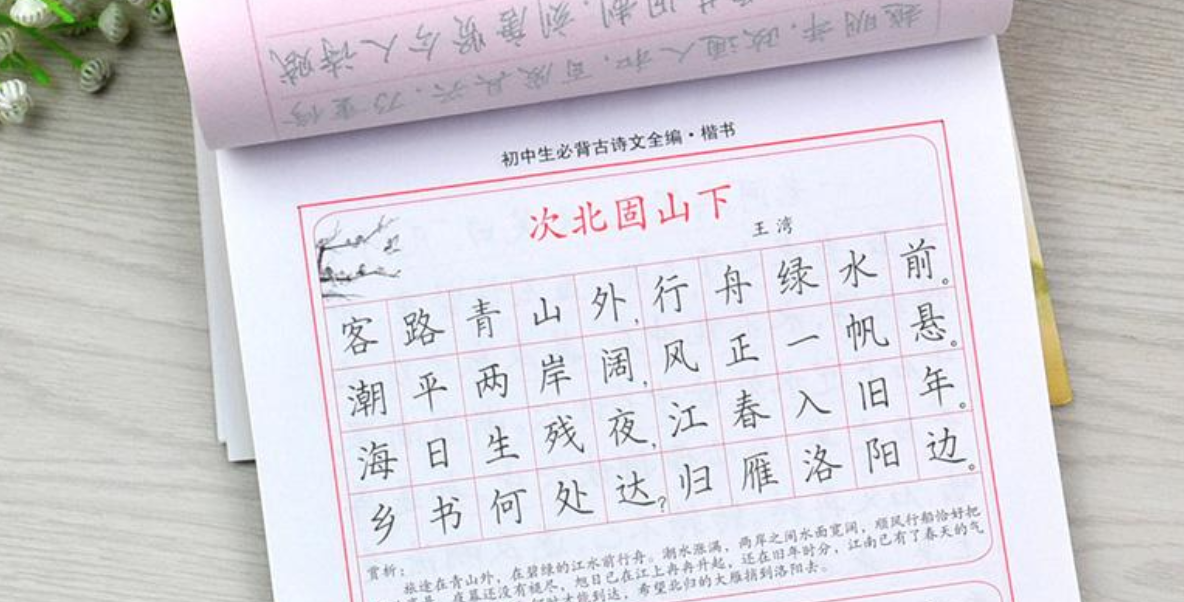 初中生必背古诗文全编·楷书
次北固山下
王湾
客路青山外,行舟绿水前。
潮平两岸阔,风正一帆悬。
海日生残夜,江春入旧年。
乡书何处达?归雁洛阳边。
赏析:
旅途在青山外,在碧绿的江水前行舟。潮水涨满,两岸之间水面宽阔,顺风行船恰好把
夜幕还没有褪尽,旭日已在江上冉冉升起,还在旧年时分,江南已有了春天的气
才能到达,希望北归的大雁捎到洛阳去。